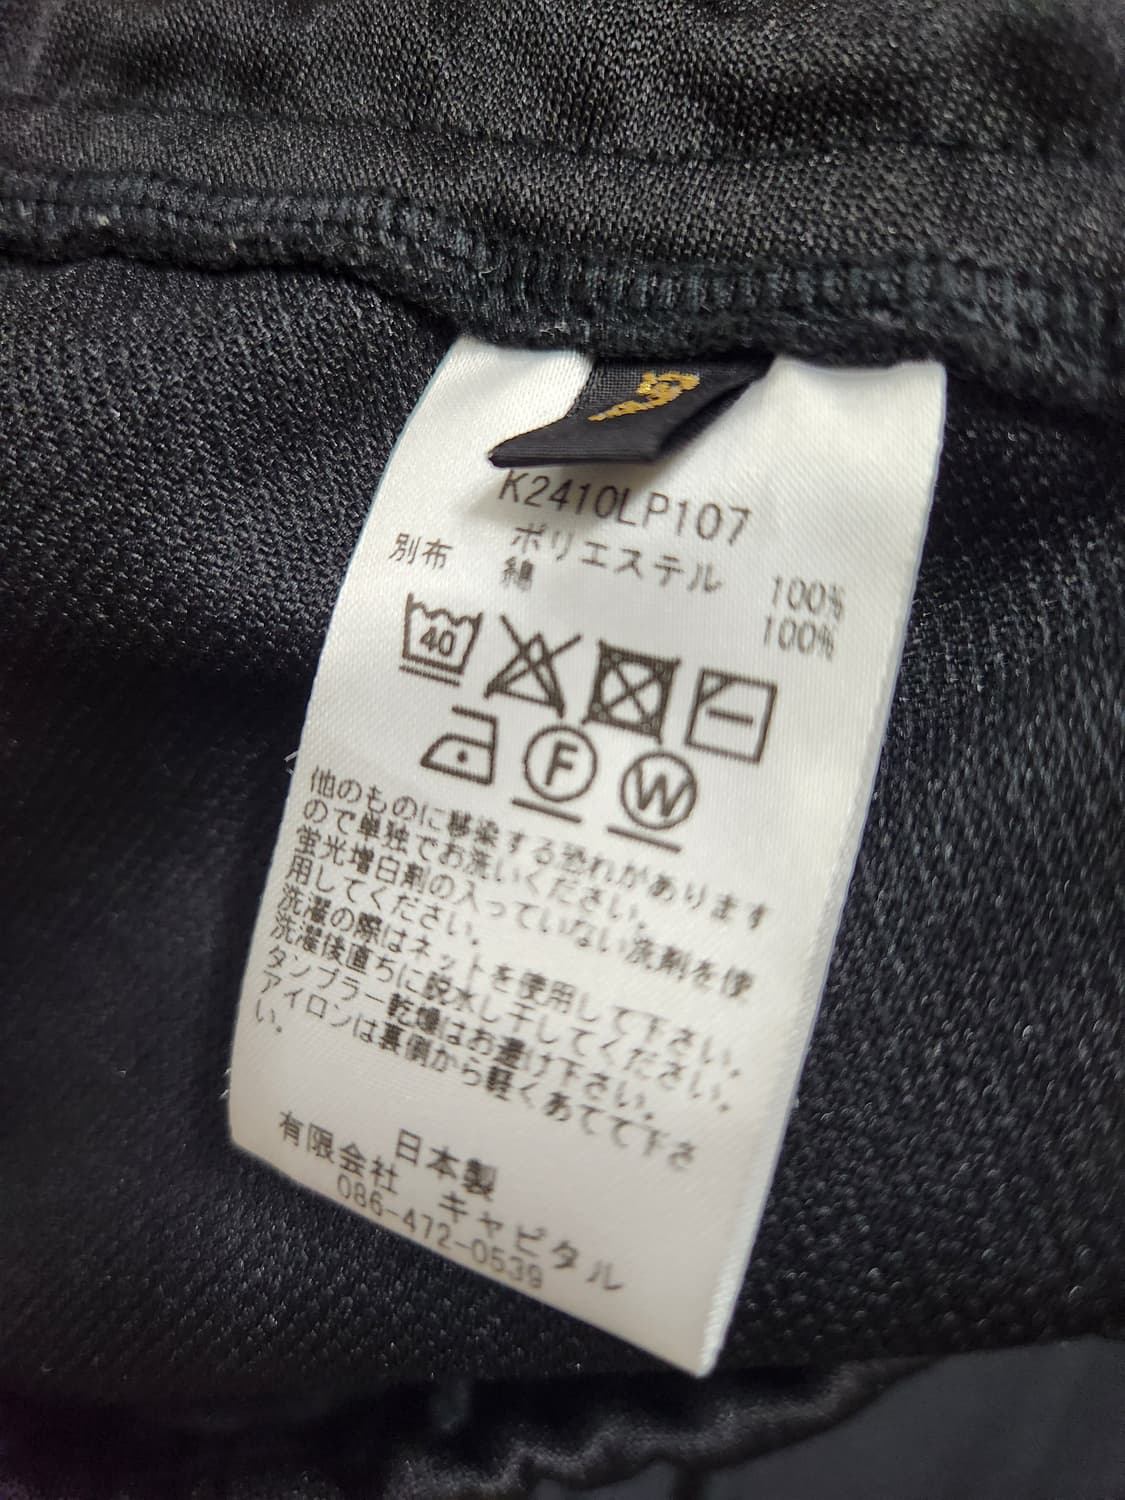 K2410LP107
ポリエステル 100%
別布 綿 100%
40
F W
他のものに移染する恐れがあります
ので単独でお洗いください。
蛍光増白剤の入っていない洗剤を使
用してください。
洗濯の際はネットを使用して下さい。
洗濯後直ちに脱水し干してください。
タンブラー乾燥はお避け下さい。
アイロンは裏側から軽くあてて下さ
い。
日本製
有限会社 キャピタル
086-472-0539